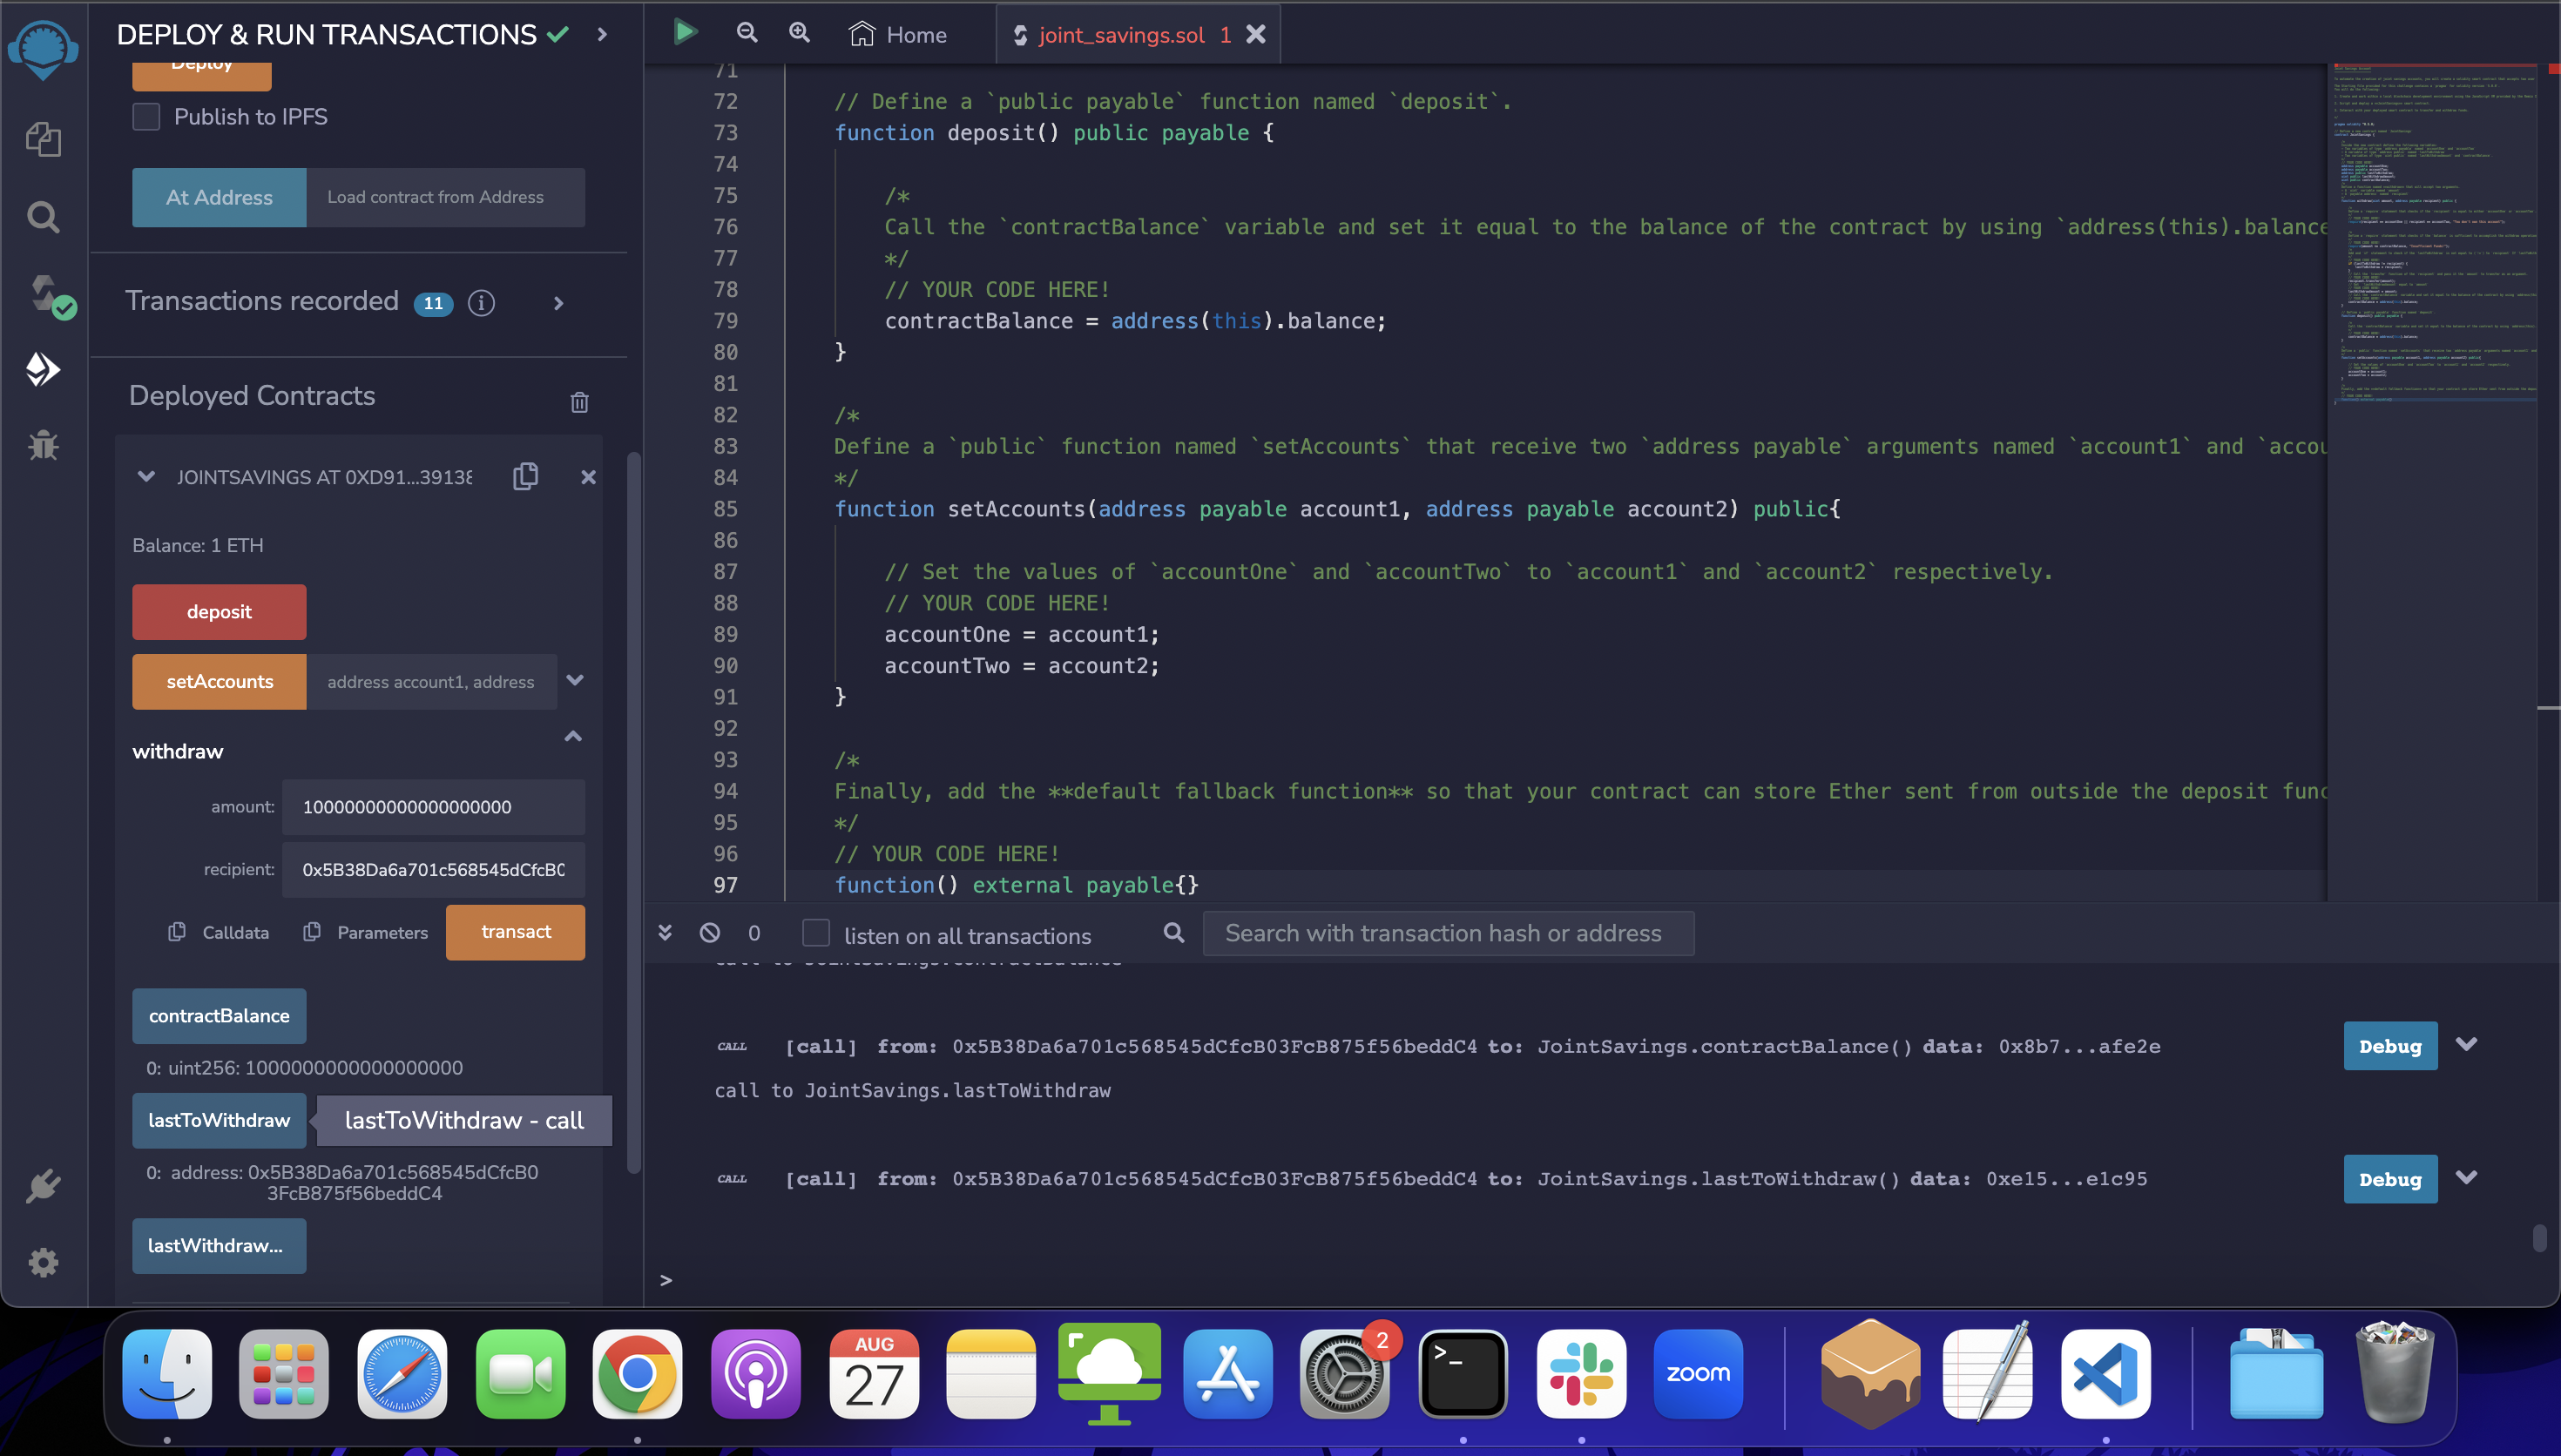 DEPLOY & RUN TRANSACTIONS
Home
joint_savings.sol 1
Deploy
Publish to IPFS
At Address
Load contract from Address
Transactions recorded 11
Deployed Contracts
JOINTSAVINGS AT 0XD91...39138
Balance: 1 ETH
deposit
setAccounts
address account1, address
withdraw
amount:
recipient:
0x5B38Da6a701c568545dCfcB0
Calldata
Parameters
transact
contractBalance
0: uint256: 1000000000000000000
lastToWithdraw
lastToWithdraw - call
0: address: 0x5B38Da6a701c568545dCfcB0
3FcB875f56beddC4
lastWithdraw...
71
72 // Define a `public payable` function named `deposit`.
73 function deposit() public payable {
74
75 /*
76 Call the `contractBalance` variable and set it equal to the balance of the contract by using `address(this).balance
77 */
78 // YOUR CODE HERE!
79 contractBalance = address(this).balance;
80 }
81
82 /*
83 Define a `public` function named `setAccounts` that receive two `address payable` arguments named `account1` and `accou
84 */
85 function setAccounts(address payable account1, address payable account2) public{
86
87 // Set the values of `accountOne` and `accountTwo` to `account1` and `account2` respectively.
88 // YOUR CODE HERE!
89 accountOne = account1;
90 accountTwo = account2;
91 }
92
93 /*
94 Finally, add the **default fallback function** so that your contract can store Ether sent from outside the deposit func
95 */
96 // YOUR CODE HERE!
97 function() external payable{}
0
listen on all transactions
Search with transaction hash or address
call to JointSavings.contractBalance
CALL [call] from: 0x5B38Da6a701c568545dCfcB03FcB875f56beddC4 to: JointSavings.contractBalance() data: 0x8b7...afe2e
Debug
call to JointSavings.lastToWithdraw
CALL [call] from: 0x5B38Da6a701c568545dCfcB03FcB875f56beddC4 to: JointSavings.lastToWithdraw() data: 0xe15...e1c95
Debug
>
AUG
27
2
>_
zoom